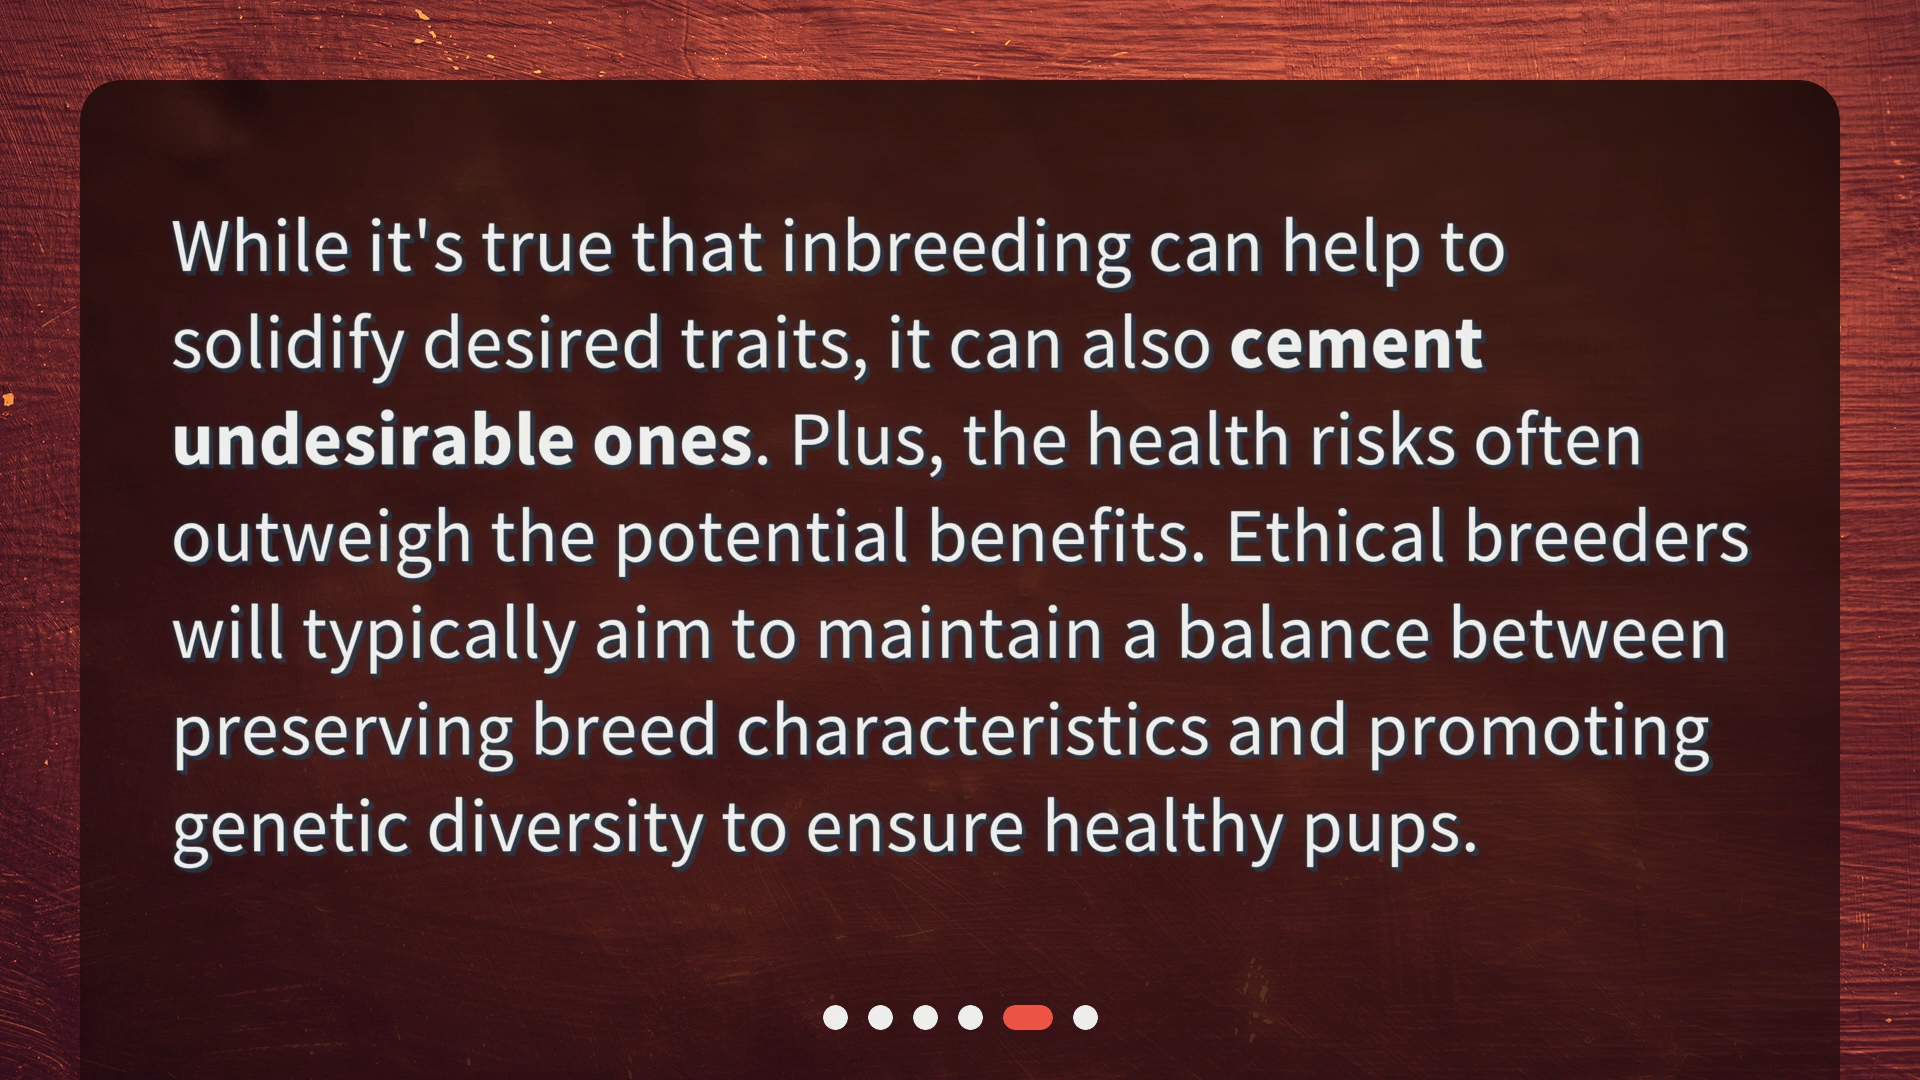 While it's true that inbreeding can help to
solidify desired traits, it can also cement
undesirable ones. Plus, the health risks often
outweigh the potential benefits. Ethical breeders
will typically aim to maintain a balance between
preserving breed characteristics and promoting
genetic diversity to ensure healthy pups.